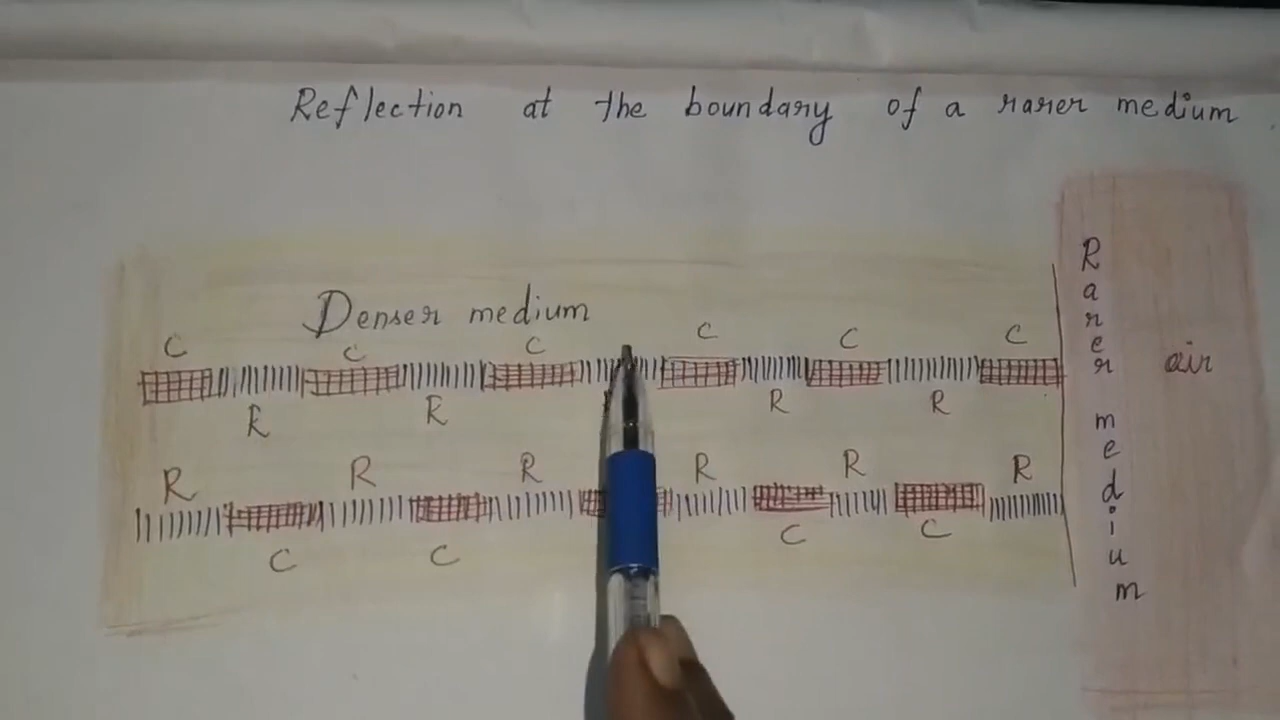 Reflection at the boundary of a rarer medium
Denser medium
C C C C C C
R R R R
R R R R R R
C C C C
Rarer medium
air